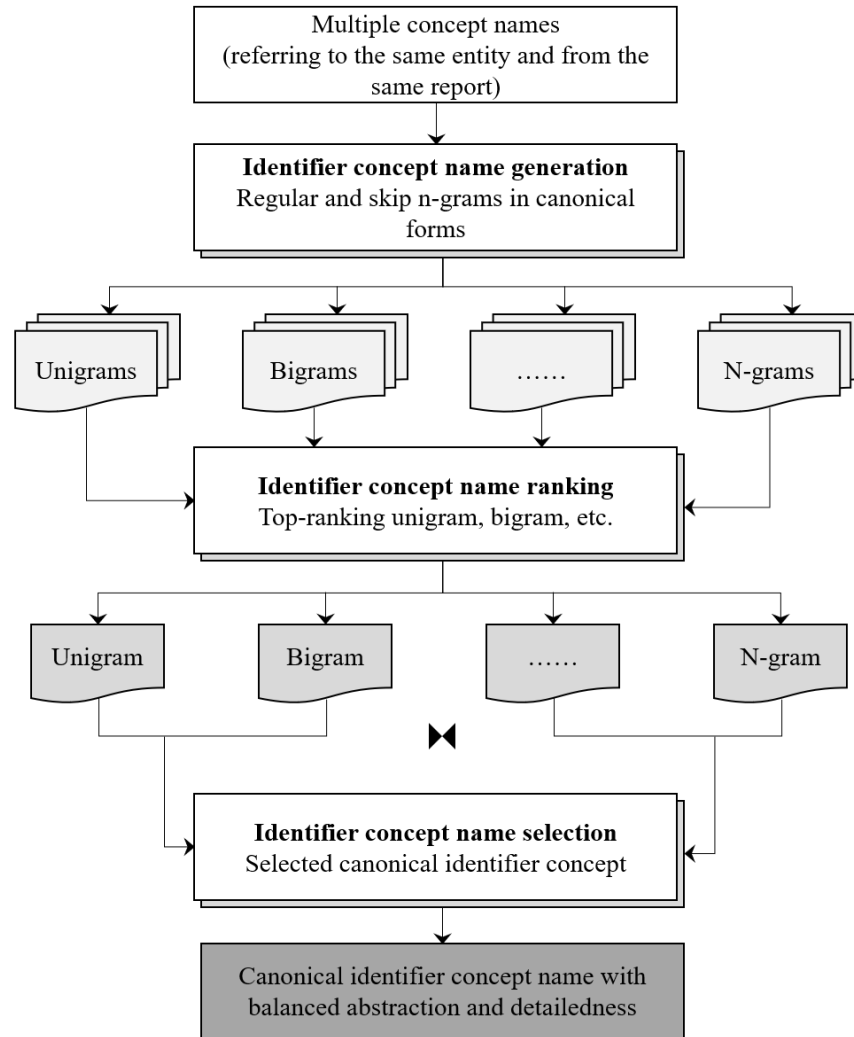 Multiple concept names
(referring to the same entity and from the
same report)
Identifier concept name generation
Regular and skip n-grams in canonical
forms
Unigrams
Bigrams
……
N-grams
Identifier concept name ranking
Top-ranking unigram, bigram, etc.
Unigram
Bigram
……
N-gram
Identifier concept name selection
Selected canonical identifier concept
Canonical identifier concept name with
balanced abstraction and detailedness